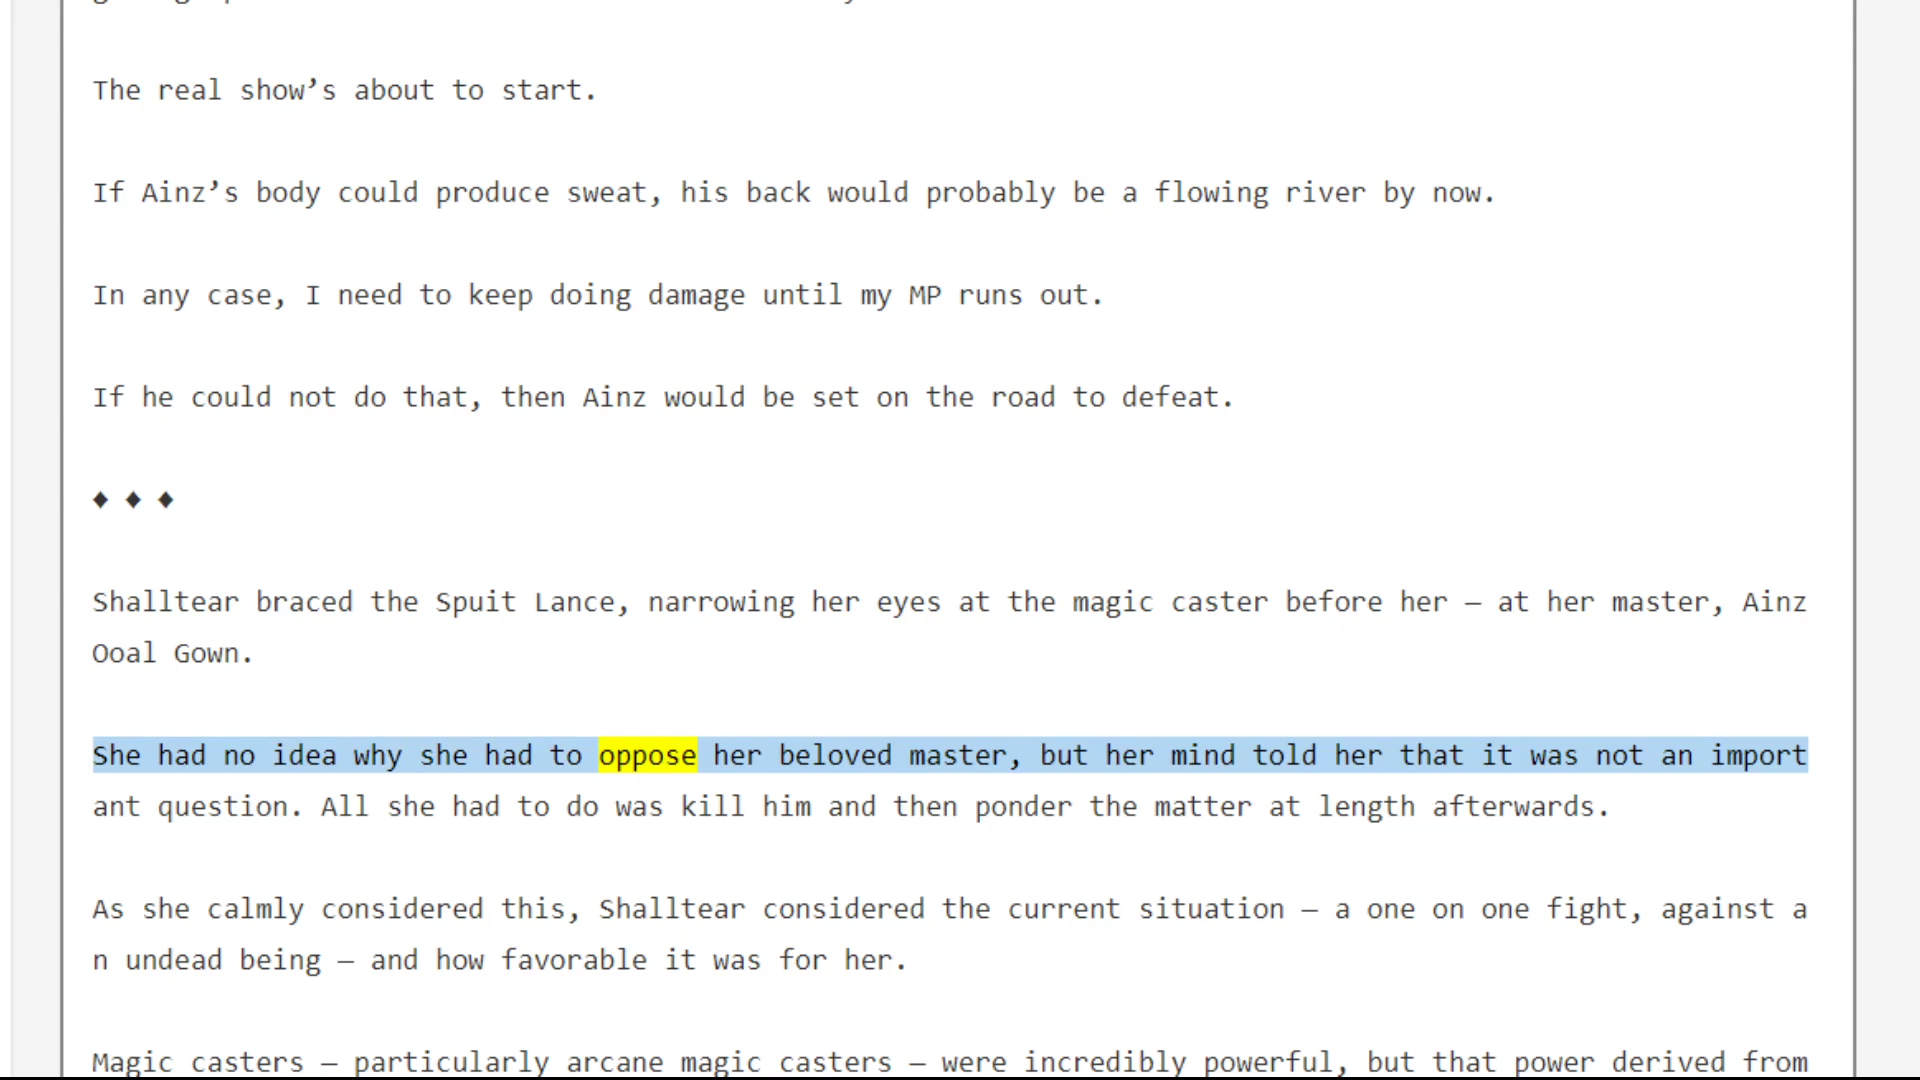 The real show’s about to start.
If Ainz’s body could produce sweat, his back would probably be a flowing river by now.
In any case, I need to keep doing damage until my MP runs out.
If he could not do that, then Ainz would be set on the road to defeat.
♦ ♦ ♦
Shalltear braced the Spuit Lance, narrowing her eyes at the magic caster before her – at her master, Ainz
Ooal Gown.
She had no idea why she had to oppose her beloved master, but her mind told her that it was not an import
ant question. All she had to do was kill him and then ponder the matter at length afterwards.
As she calmly considered this, Shalltear considered the current situation – a one on one fight, against a
n undead being – and how favorable it was for her.
Magic casters – particularly arcane magic casters – were incredibly powerful, but that power derived from